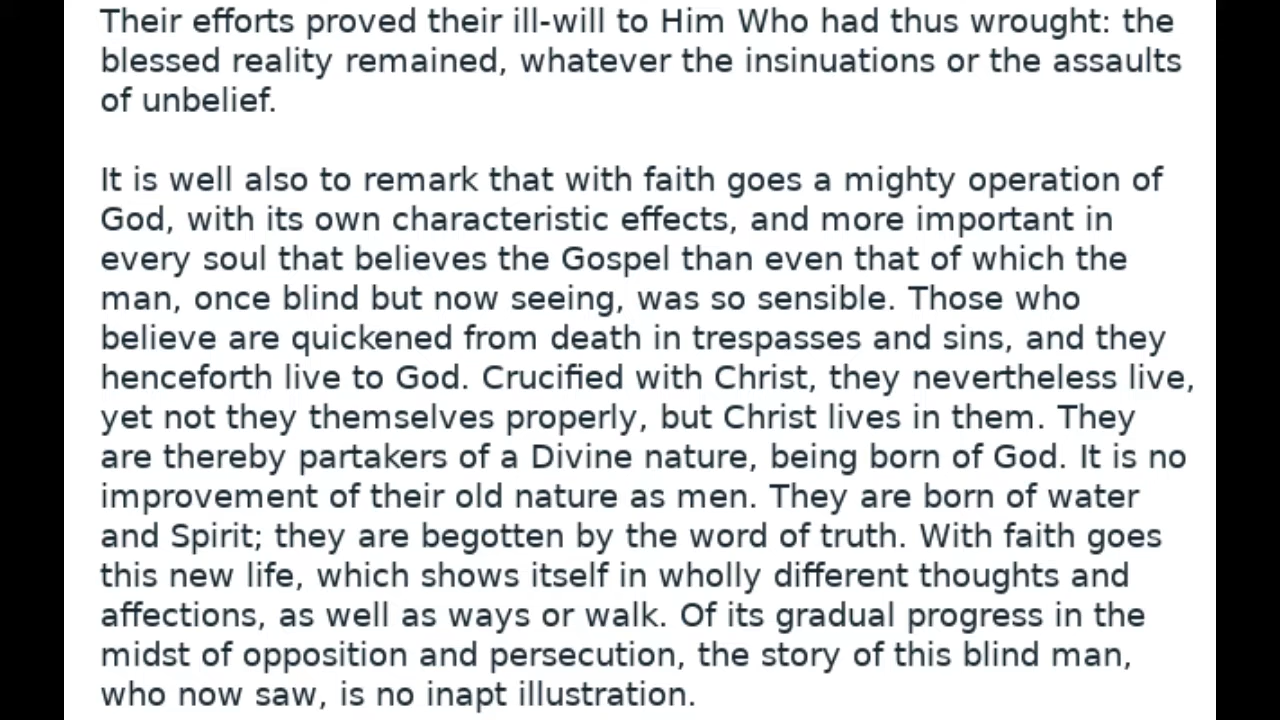 Their efforts proved their ill-will to Him Who had thus wrought: the
blessed reality remained, whatever the insinuations or the assaults
of unbelief.
It is well also to remark that with faith goes a mighty operation of
God, with its own characteristic effects, and more important in
every soul that believes the Gospel than even that of which the
man, once blind but now seeing, was so sensible. Those who
believe are quickened from death in trespasses and sins, and they
henceforth live to God. Crucified with Christ, they nevertheless live,
yet not they themselves properly, but Christ lives in them. They
are thereby partakers of a Divine nature, being born of God. It is no
improvement of their old nature as men. They are born of water
and Spirit; they are begotten by the word of truth. With faith goes
this new life, which shows itself in wholly different thoughts and
affections, as well as ways or walk. Of its gradual progress in the
midst of opposition and persecution, the story of this blind man,
who now saw, is no inapt illustration.